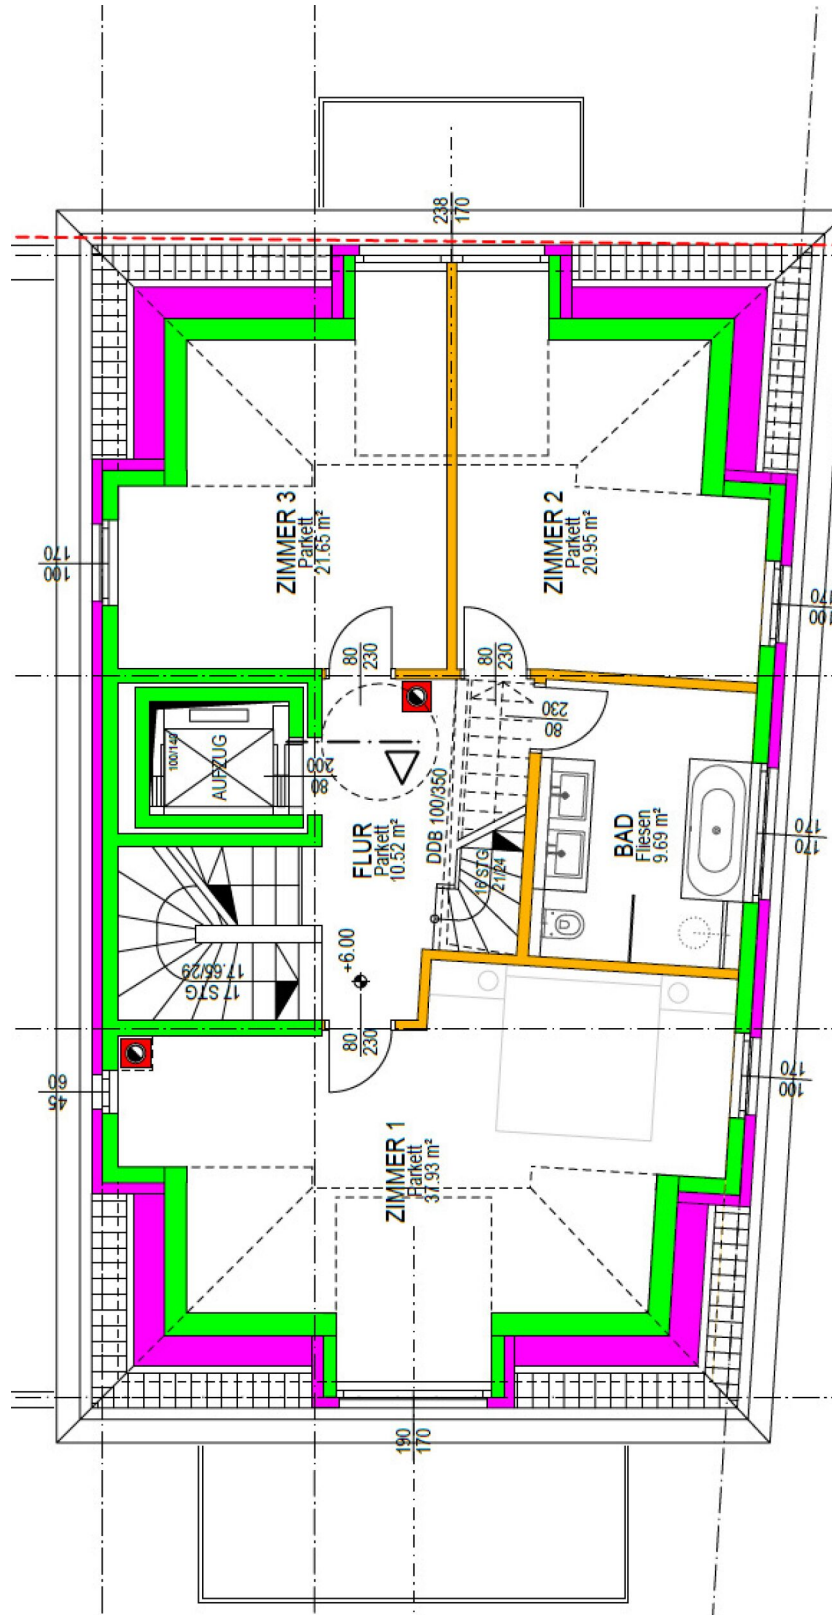 238
170
ZIMMER 3
Parkett
21.65 m²
ZIMMER 2
Parkett
20.95 m²
170
100
170
100
80
230
80
230
80
230
100/140
AUFZUG
80
200
FLUR
Parkett
10.52 m²
DDB 100/350
16 STG
21/24
BAD
Fliesen
9.69 m²
170
170
17 STG
17.65/29
+6.00
80
230
60
45
170
100
ZIMMER 1
Parkett
37.93 m²
190
170